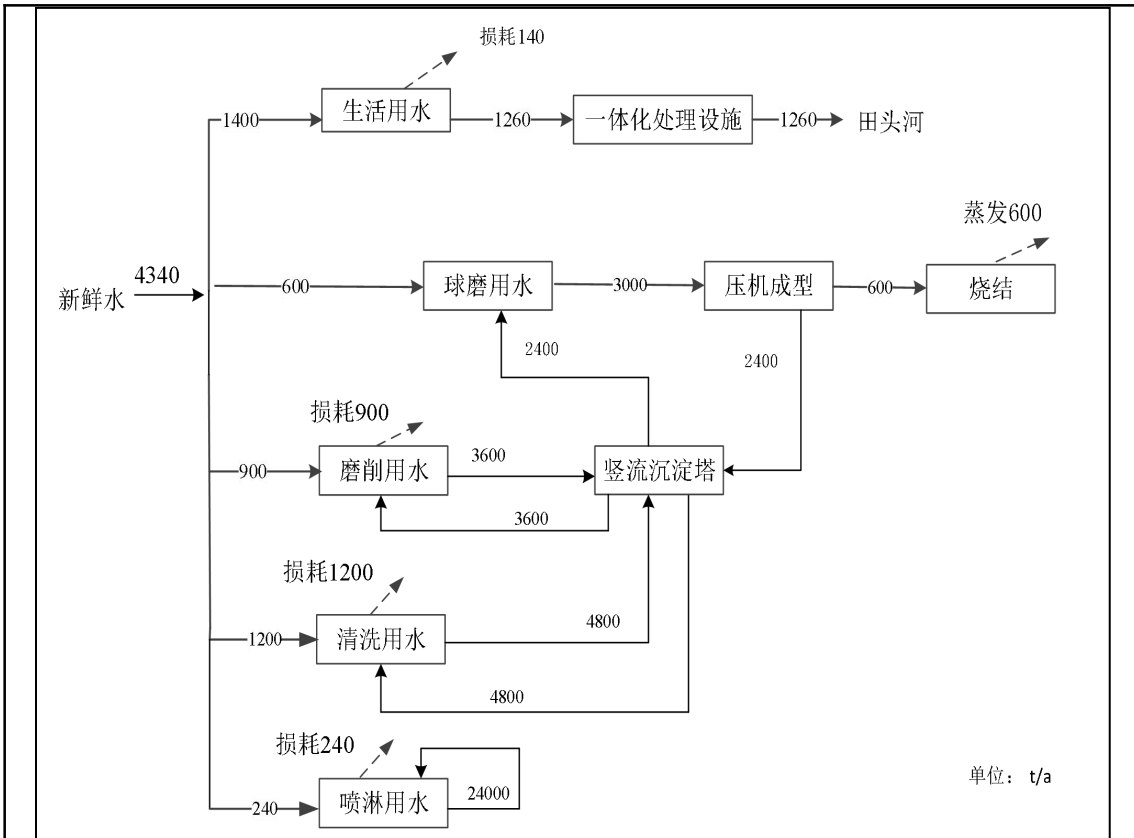 损耗140
1400
生活用水
1260
一体化处理设施
1260
田头河
蒸发600
新鲜水
4340
600
球磨用水
3000
压机成型
600
烧结
2400
2400
损耗900
900
磨削用水
3600
竖流沉淀塔
3600
损耗1200
1200
清洗用水
4800
4800
损耗240
240
喷淋用水
24000
单位： t/a